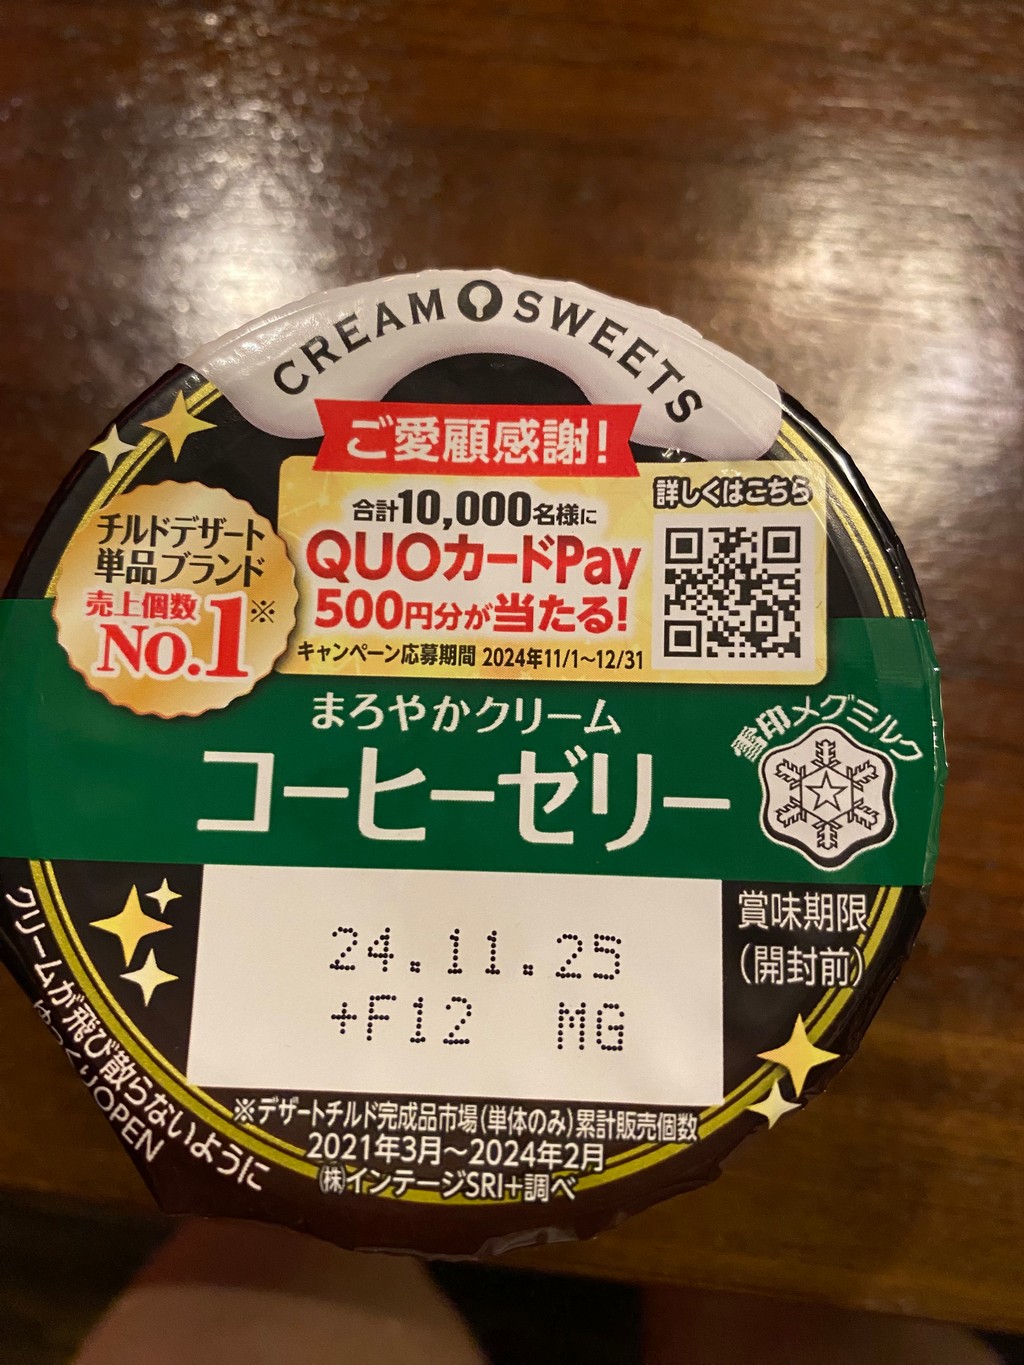 CREAM SWEETS
ご愛顧感謝!
合計10,000名様に
QUOカードPay
500円分が当たる!
キャンペーン応募期間 2024年11/1〜12/31
詳しくはこちら
チルドデザート
単品ブランド
売上個数
No.1※
まろやかクリーム
コーヒーゼリー
雪印メグミルク
24.11.25
+F12 MG
賞味期限
(開封前)
クリームが飛び散らないように
ゆっくりOPEN
※デザートチルド完成品市場(単体のみ)累計販売個数
2021年3月〜2024年2月
㈱インテージSRI+調べ